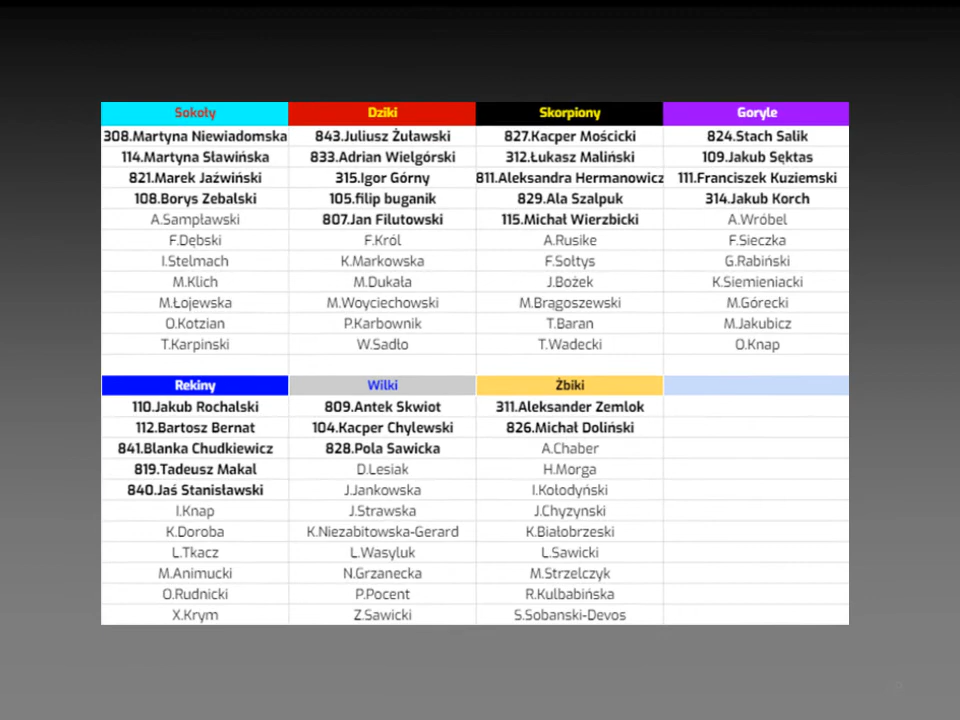 Sokoły Dziki Skorpiony Goryle
308.Martyna Niewiadomska 843.Juliusz Żuławski 827.Kacper Mościcki 824.Stach Salik
114.Martyna Sławińska 833.Adrian Wielgórski 312.Łukasz Maliński 109.Jakub Sęktas
821.Marek Jaźwiński 315.Igor Górny 811.Aleksandra Hermanowicz 111.Franciszek Kuziemski
108.Borys Zebalski 105.filip buganik 829.Ala Szalpuk 314.Jakub Korch
A.Sampławski 807.Jan Filutowski 115.Michał Wierzbicki A.Wróbel
F.Dębski F.Król A.Rusike F.Sieczka
I.Stelmach K.Markowska F.Sołtys G.Rabiński
M.Klich M.Dukała J.Bożek K.Siemieniacki
M.Łojewska M.Woyciechowski M.Bragoszewski M.Górecki
O.Kotzian P.Karbownik T.Baran M.Jakubicz
T.Karpinski W.Sadło T.Wadecki O.Knap
Rekiny Wilki Żbiki
110.Jakub Rochalski 809.Antek Skwiot 311.Aleksander Zemlok
112.Bartosz Bernat 104.Kacper Chylewski 826.Michał Doliński
841.Blanka Chudkiewicz 828.Pola Sawicka A.Chaber
819.Tadeusz Makal D.Lesiak H.Morga
840.Jaś Stanisławski J.Jankowska I.Kołodyński
I.Knap J.Strawska J.Chyzynski
K.Doroba K.Niezabitowska-Gerard K.Białobrzeski
L.Tkacz L.Wasyluk L.Sawicki
M.Animucki N.Grzanecka M.Strzelczyk
O.Rudnicki P.Pocent R.Kulbabińska
X.Krym Z.Sawicki S.Sobanski-Devos